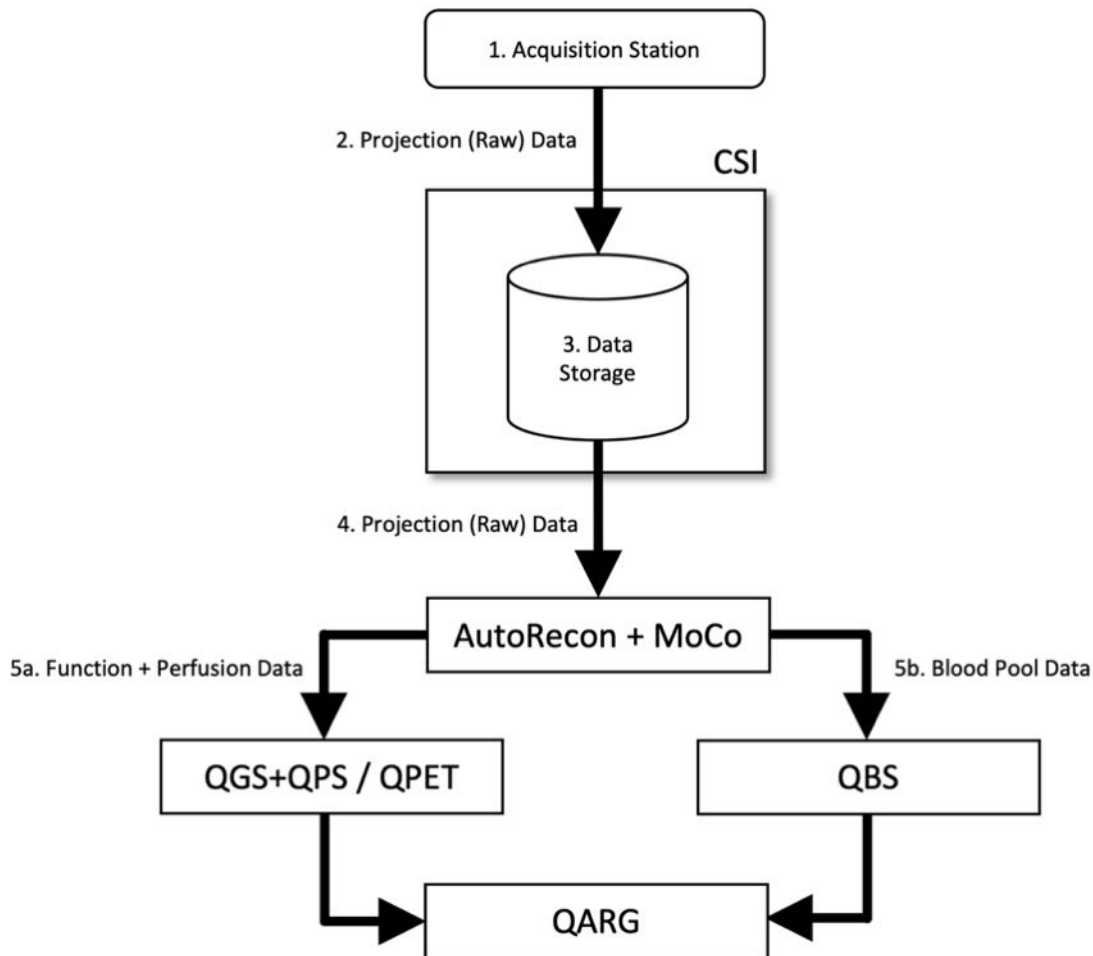 1. Acquisition Station
2. Projection (Raw) Data
CSI
3. Data
Storage
4. Projection (Raw) Data
AutoRecon + MoCo
5a. Function + Perfusion Data
5b. Blood Pool Data
QGS+QPS / QPET
QBS
QARG